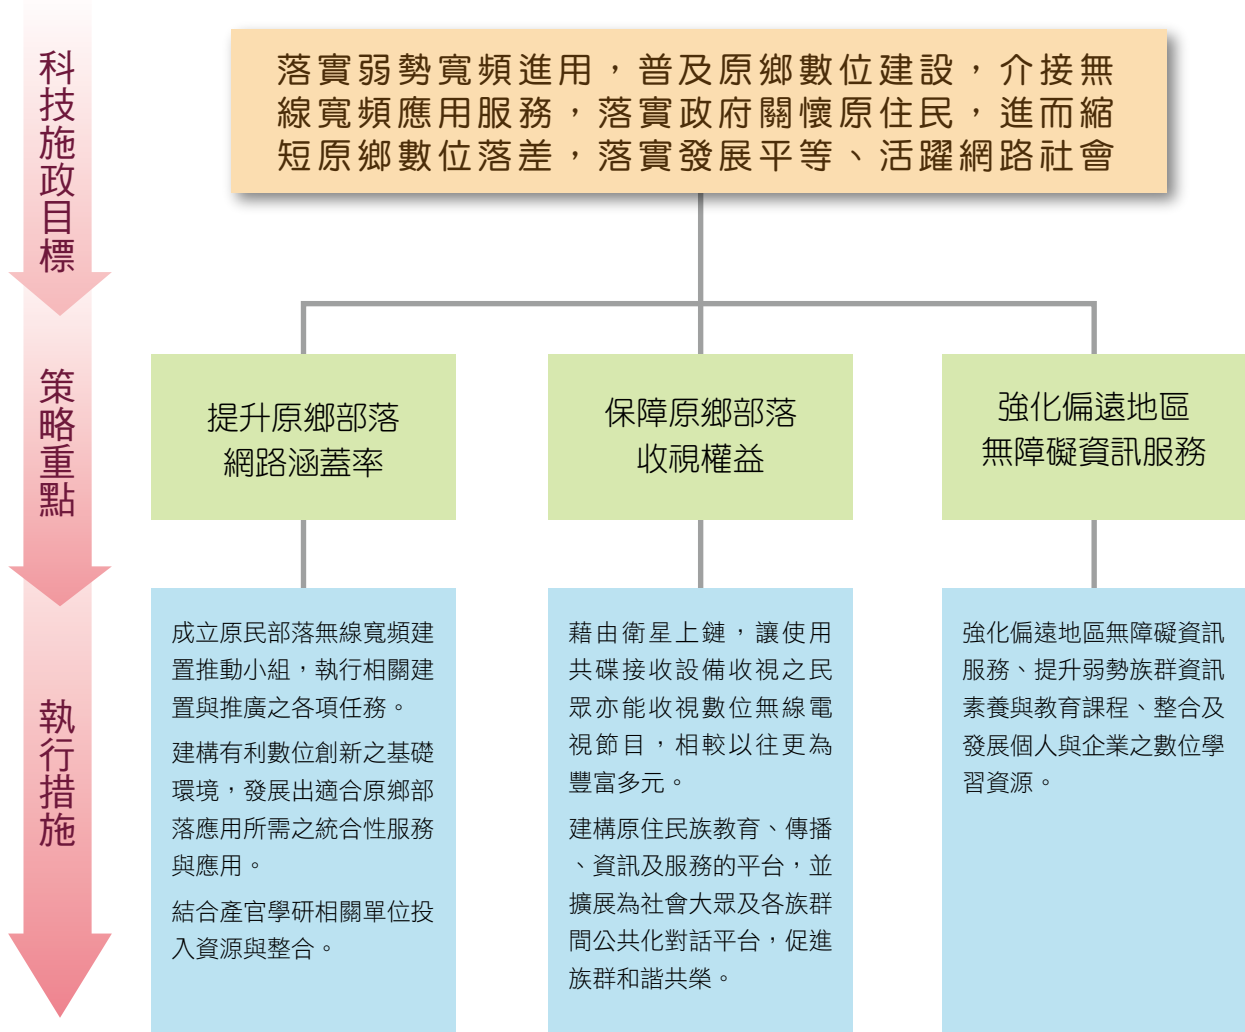 科技施政目標
落實弱勢寬頻進用，普及原鄉數位建設，介接無
線寬頻應用服務，落實政府關懷原住民，進而縮
短原鄉數位落差，落實發展平等、活躍網路社會
策略重點
提升原鄉部落
網路涵蓋率
保障原鄉部落
收視權益
強化偏遠地區
無障礙資訊服務
執行措施
成立原民部落無線寬頻建
置推動小組，執行相關建
置與推廣之各項任務。
建構有利數位創新之基礎
環境，發展出適合原鄉部
落應用所需之統合性服務
與應用。
結合產官學研相關單位投
入資源與整合。
藉由衛星上鏈，讓使用
共碟接收設備收視之民
眾亦能收視數位無線電
視節目，相較以往更為
豐富多元。
建構原住民族教育、傳播
、資訊及服務的平台，並
擴展為社會大眾及各族群
間公共化對話平台，促進
族群和諧共榮。
強化偏遠地區無障礙資訊
服務、提升弱勢族群資訊
素養與教育課程、整合及
發展個人與企業之數位學
習資源。